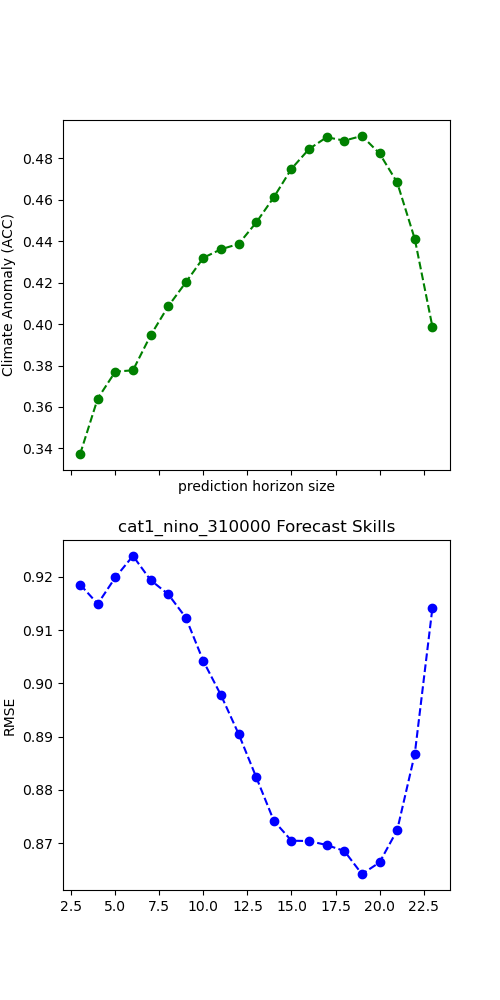 0.48
0.46
0.44
0.42
0.40
0.38
0.36
0.34
Climate Anomaly (ACC)
prediction horizon size
cat1_nino_310000 Forecast Skills
0.92
0.91
0.90
0.89
0.88
0.87
RMSE
2.5 5.0 7.5 10.0 12.5 15.0 17.5 20.0 22.5